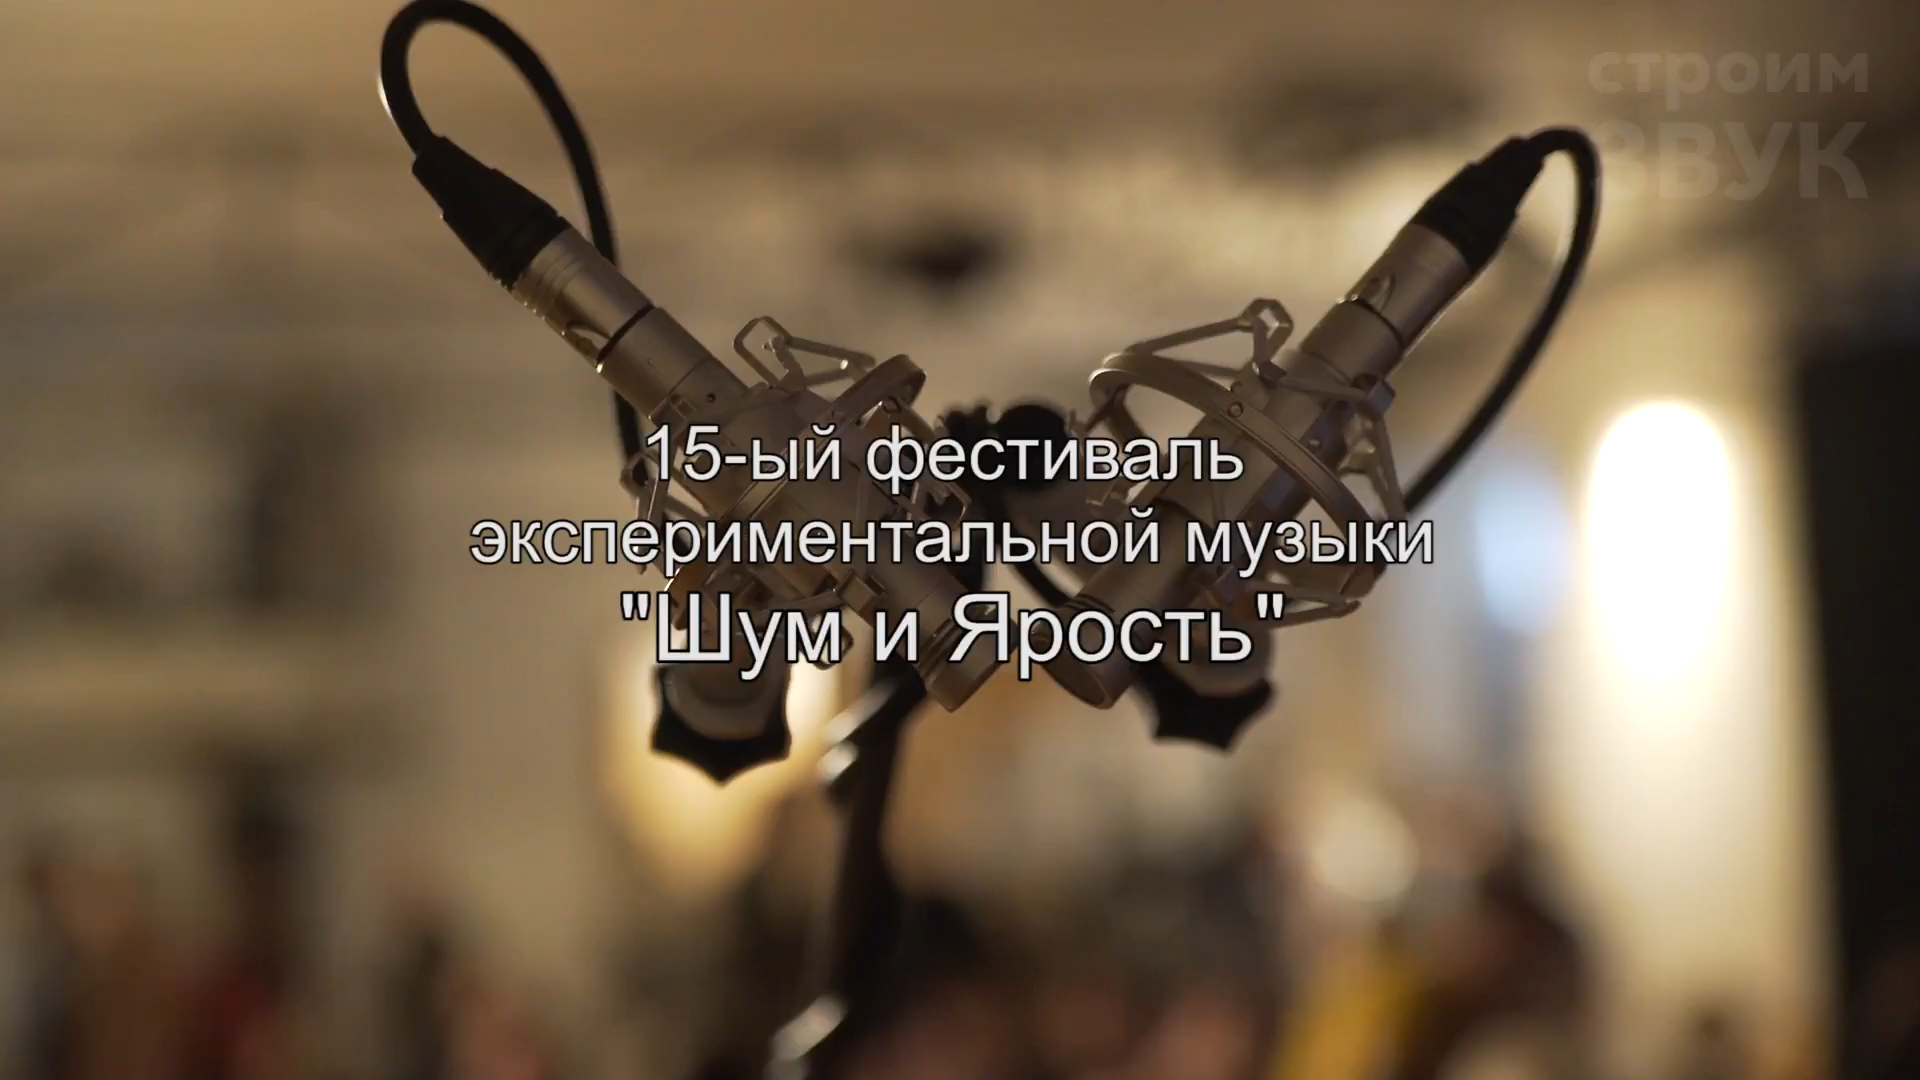 строим
ЗВУК
15-ый фестиваль
экспериментальной музыки
"Шум и Ярость"